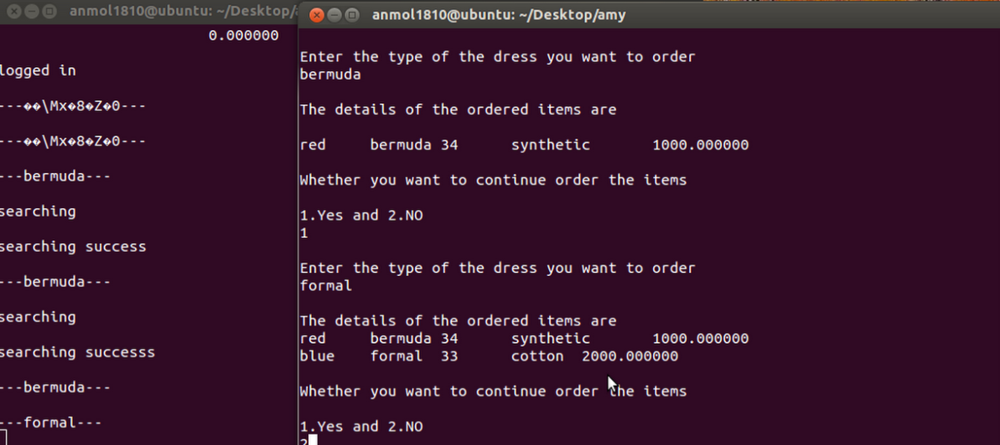 anmol1810@ubuntu: ~/Desktop/
0.000000
logged in
---��\Mx�8�Z�0---
---��\Mx�8�Z�0---
---bermuda---
searching
searching success
---bermuda---
searching
searching successs
---bermuda---
---formal---
anmol1810@ubuntu: ~/Desktop/amy
Enter the type of the dress you want to order
bermuda
The details of the ordered items are
red bermuda 34 synthetic 1000.000000
Whether you want to continue order the items
1.Yes and 2.NO
1
Enter the type of the dress you want to order
formal
The details of the ordered items are
red bermuda 34 synthetic 1000.000000
blue formal 33 cotton 2000.000000
Whether you want to continue order the items
1.Yes and 2.NO
2